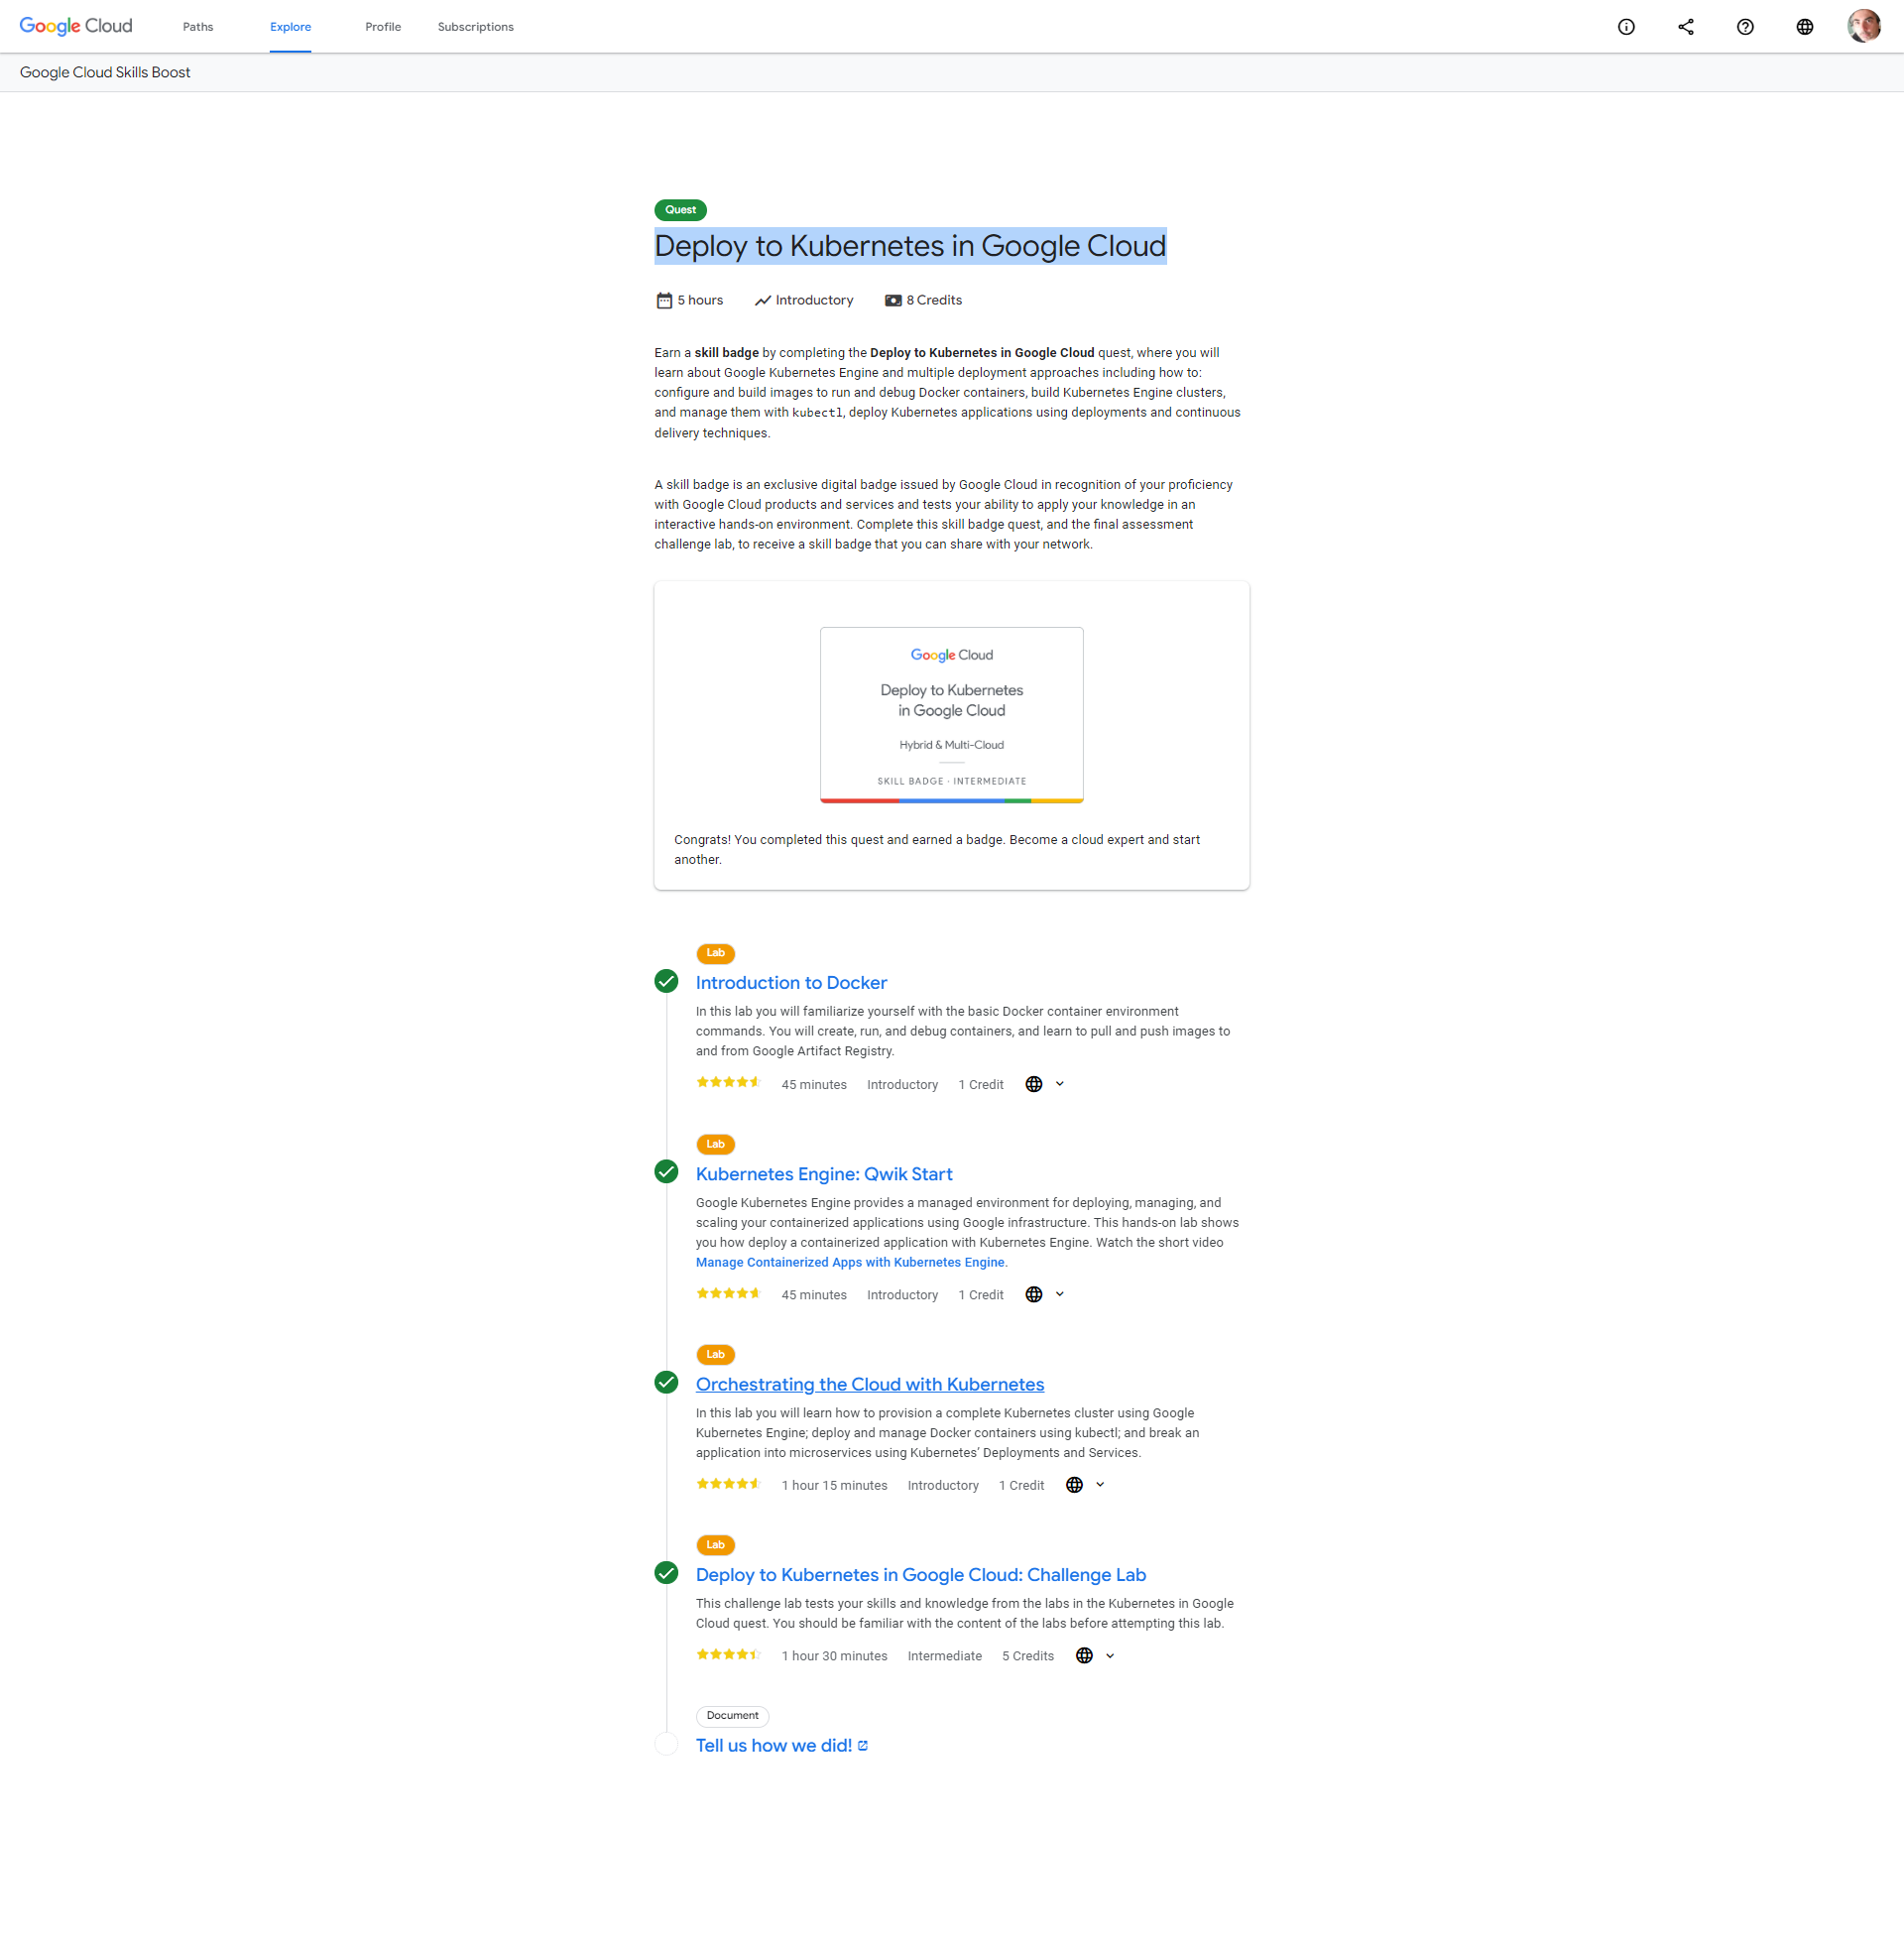 Google Cloud Paths Explore Profile Subscriptions
Google Cloud Skills Boost
Quest
Deploy to Kubernetes in Google Cloud
5 hours Introductory 8 Credits
Earn a skill badge by completing the Deploy to Kubernetes in Google Cloud quest, where you will
learn about Google Kubernetes Engine and multiple deployment approaches including how to:
configure and build images to run and debug Docker containers, build Kubernetes Engine clusters,
and manage them with kubectl, deploy Kubernetes applications using deployments and continuous
delivery techniques.
A skill badge is an exclusive digital badge issued by Google Cloud in recognition of your proficiency
with Google Cloud products and services and tests your ability to apply your knowledge in an
interactive hands-on environment. Complete this skill badge quest, and the final assessment
challenge lab, to receive a skill badge that you can share with your network.
Google Cloud
Deploy to Kubernetes
in Google Cloud
Hybrid & Multi-Cloud
SKILL BADGE · INTERMEDIATE
Congrats! You completed this quest and earned a badge. Become a cloud expert and start
another.
Lab
Introduction to Docker
In this lab you will familiarize yourself with the basic Docker container environment
commands. You will create, run, and debug containers, and learn to pull and push images to
and from Google Artifact Registry.
45 minutes Introductory 1 Credit
Lab
Kubernetes Engine: Qwik Start
Google Kubernetes Engine provides a managed environment for deploying, managing, and
scaling your containerized applications using Google infrastructure. This hands-on lab shows
you how deploy a containerized application with Kubernetes Engine. Watch the short video
Manage Containerized Apps with Kubernetes Engine.
45 minutes Introductory 1 Credit
Lab
Orchestrating the Cloud with Kubernetes
In this lab you will learn how to provision a complete Kubernetes cluster using Google
Kubernetes Engine; deploy and manage Docker containers using kubectl; and break an
application into microservices using Kubernetes’ Deployments and Services.
1 hour 15 minutes Introductory 1 Credit
Lab
Deploy to Kubernetes in Google Cloud: Challenge Lab
This challenge lab tests your skills and knowledge from the labs in the Kubernetes in Google
Cloud quest. You should be familiar with the content of the labs before attempting this lab.
1 hour 30 minutes Intermediate 5 Credits
Document
Tell us how we did!